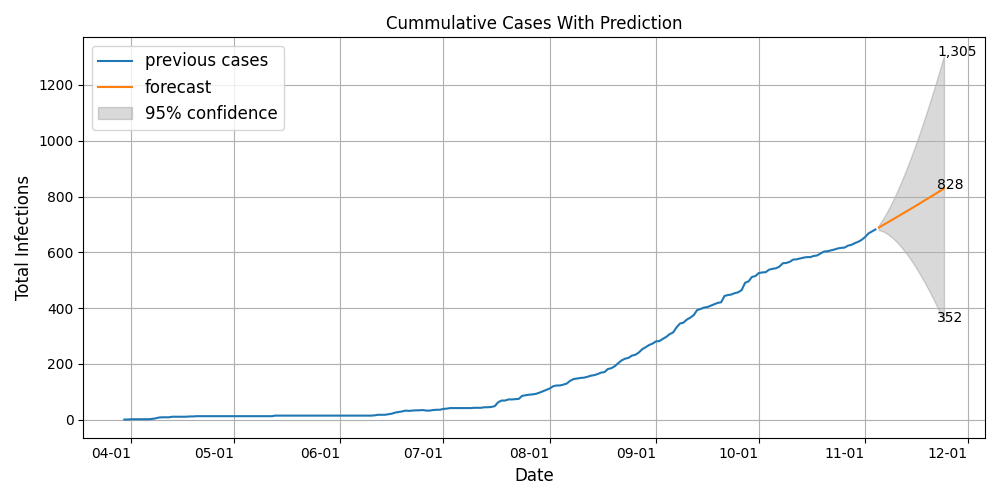 Cummulative Cases With Prediction
previous cases
forecast
95% confidence
1,305
828
352
1200
1000
800
600
400
200
0
Total Infections
04-01 05-01 06-01 07-01 08-01 09-01 10-01 11-01 12-01
Date